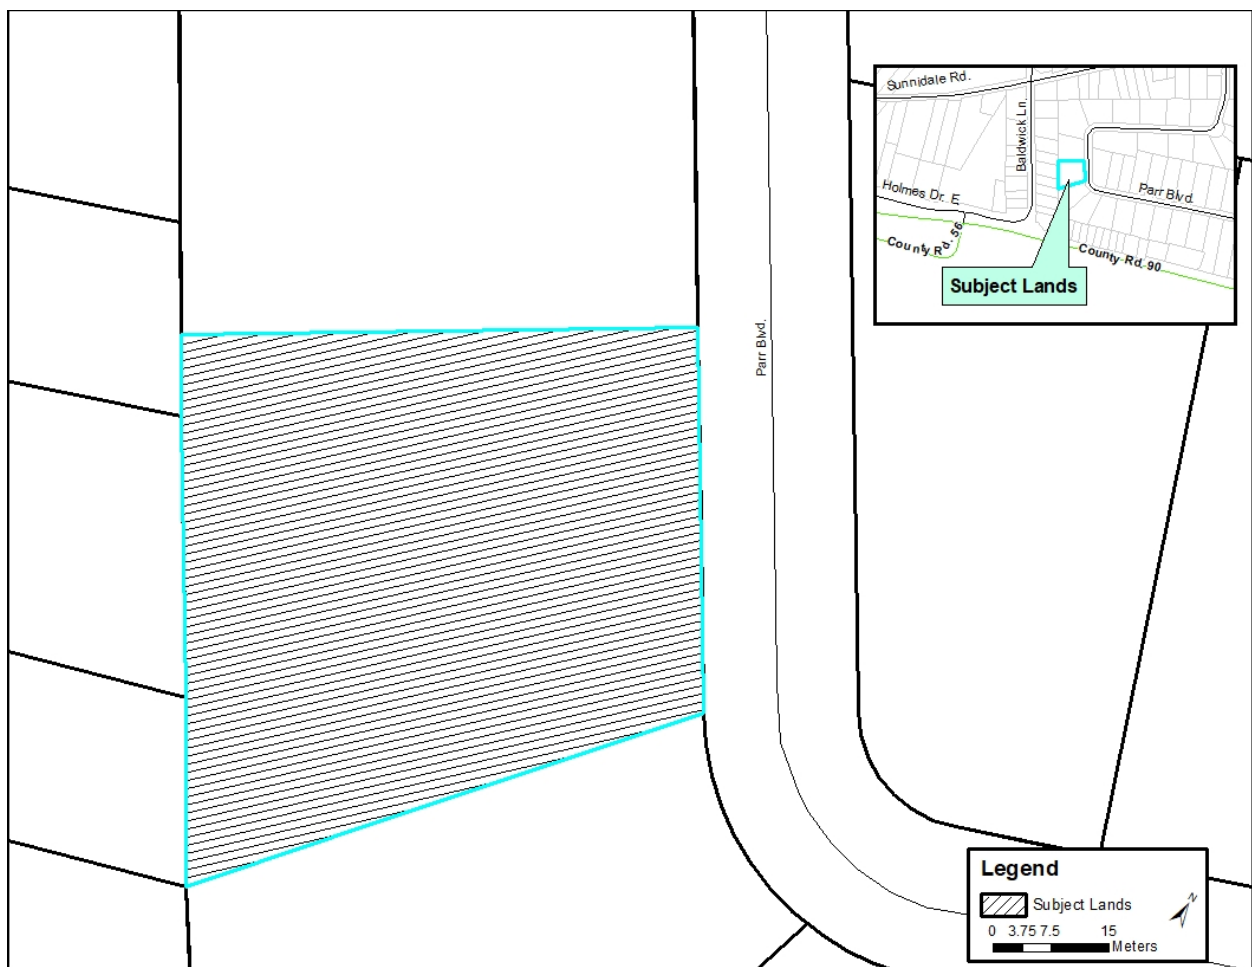 Sunnidale Rd.
Baldwick Ln.
Holmes Dr. E
Parr Blvd.
County Rd. 56
County Rd. 90
Subject Lands
Parr Blvd.
Legend
Subject Lands
N
0 3.75 7.5 15
Meters